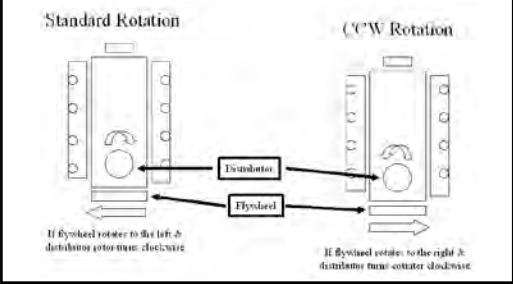 Standard Rotation
CCW Rotation
Distributor
Flywheel
If flywheel rotates to the left &
distributor rotor turns clockwise
If flywheel rotates to the right &
distributor turns counter clockwise